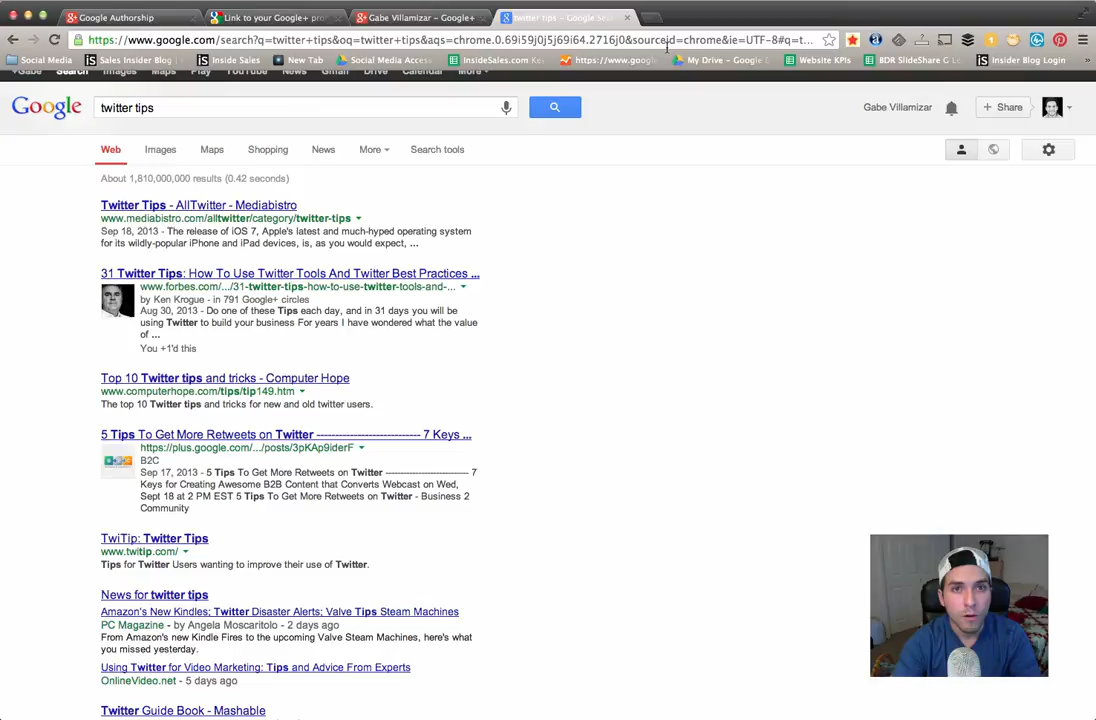 Google Authorship
Link to your Google+ pro
Gabe Villamizar - Google+
twitter tips - Google Se
https://www.google.com/search?q=twitter+tips&oq=twitter+tips&aqs=chrome.0.69i59j0j5j69i64.2716j0&sourceid=chrome&ie=UTF-8#q=t...
Social Media
Sales Insider Blog
Inside Sales
New Tab
Social Media Access
InsideSales.com Key
https://www.google
My Drive - Google
Website KPIs
BDR SlideShare G L
Insider Blog Login
+Gabe Search Images Maps Play YouTube News Gmail Drive Calendar More
Google
twitter tips
Gabe Villamizar
+ Share
Web Images Maps Shopping News More Search tools
About 1,810,000,000 results (0.42 seconds)
Twitter Tips - AllTwitter - Mediabistro
www.mediabistro.com/alltwitter/category/twitter-tips
Sep 18, 2013 - The release of iOS 7, Apple's latest and much-hyped operating system
for its wildly-popular iPhone and iPad devices, is, as you would expect, ...
31 Twitter Tips: How To Use Twitter Tools And Twitter Best Practices ...
www.forbes.com/.../31-twitter-tips-how-to-use-twitter-tools-and-...
by Ken Krogue - in 791 Google+ circles
Aug 30, 2013 - Do one of these Tips each day, and in 31 days you will be
using Twitter to build your business For years I have wondered what the value
of ...
You +1'd this
Top 10 Twitter tips and tricks - Computer Hope
www.computerhope.com/tips/tip149.htm
The top 10 Twitter tips and tricks for new and old twitter users.
5 Tips To Get More Retweets on Twitter ---------------------------- 7 Keys ...
https://plus.google.com/.../posts/3pKAp9iderF
B2C
Sep 17, 2013 - 5 Tips To Get More Retweets on Twitter ---------------------------- 7
Keys for Creating Awesome B2B Content that Converts Webcast on Wed,
Sept 18 at 2 PM EST 5 Tips To Get More Retweets on Twitter - Business 2
Community
TwiTip: Twitter Tips
www.twitip.com/
Tips for Twitter Users wanting to improve their use of Twitter.
News for twitter tips
Amazon's New Kindles; Twitter Disaster Alerts; Valve Tips Steam Machines
PC Magazine - by Angela Moscaritolo - 2 days ago
From Amazon's new Kindle Fires to the upcoming Valve Steam Machines, here's what
you missed yesterday.
Using Twitter for Video Marketing: Tips and Advice From Experts
OnlineVideo.net - 5 days ago
Twitter Guide Book - Mashable